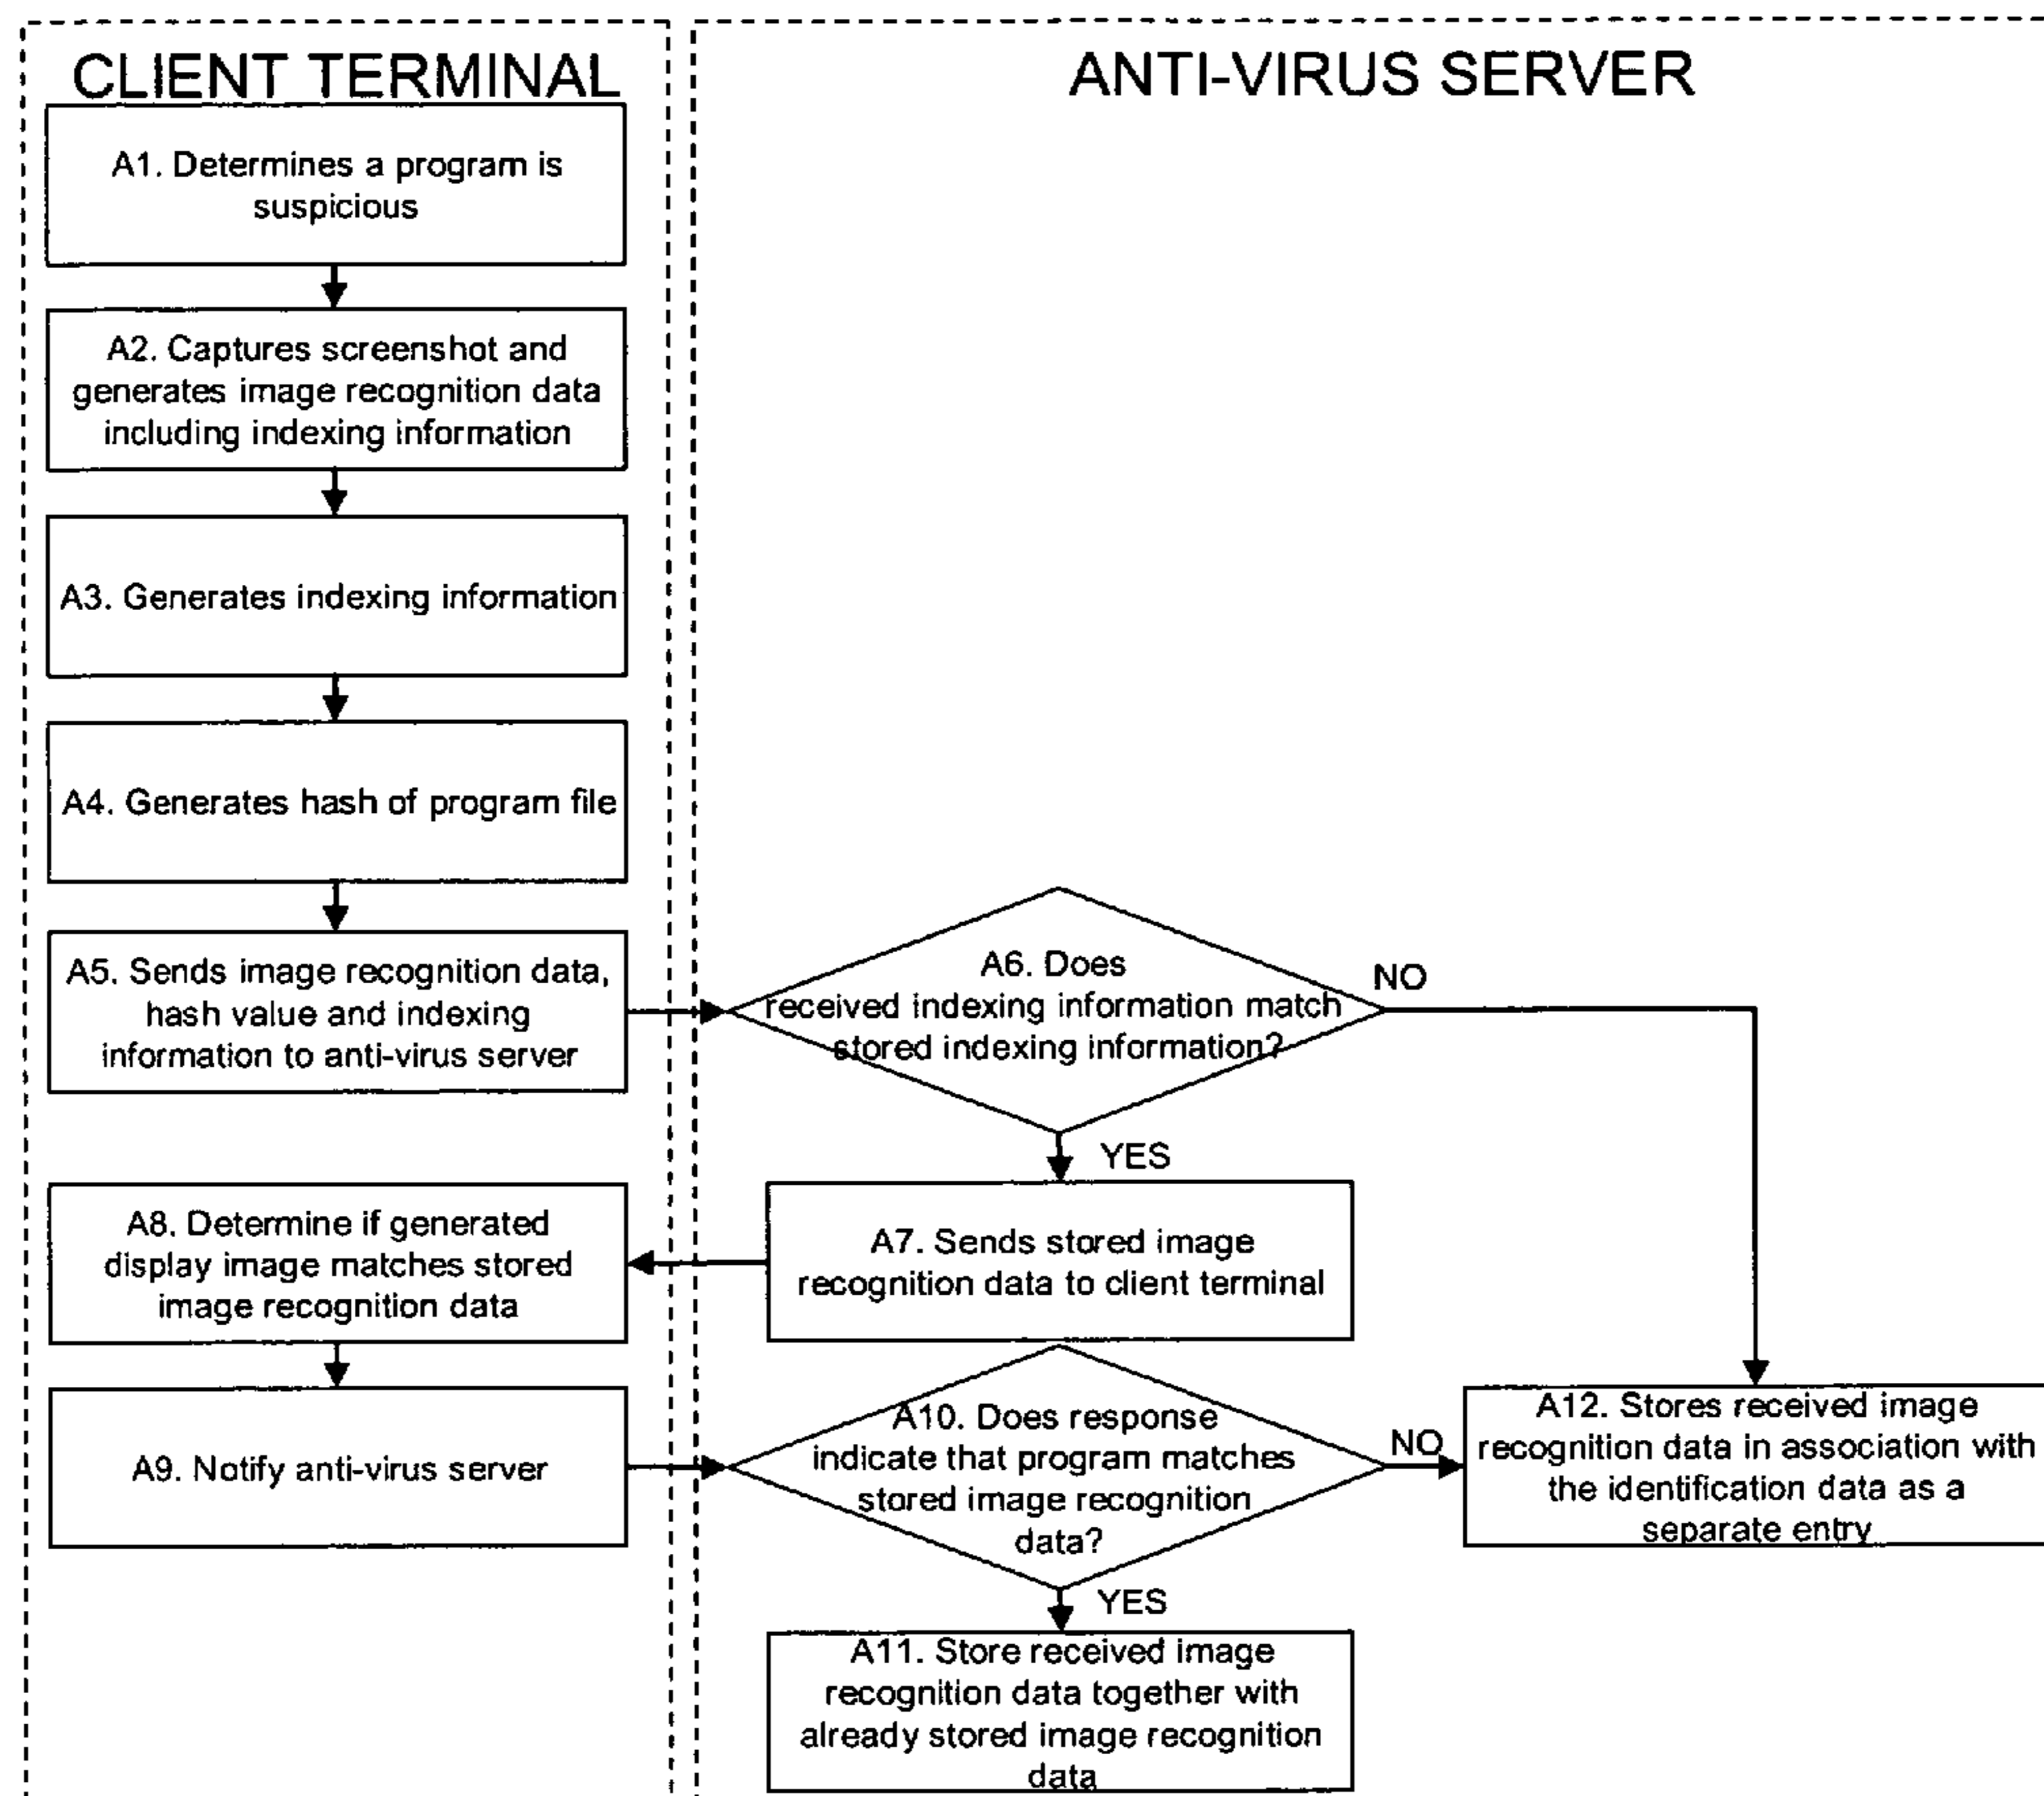 CLIENT TERMINAL
ANTI-VIRUS SERVER
A1. Determines a program is
suspicious
A2. Captures screenshot and
generates image recognition data
including indexing information
A3. Generates indexing information
A4. Generates hash of program file
A5. Sends image recognition data,
hash value and indexing
information to anti-virus server
A6. Does
received indexing information match
stored indexing information?
NO
YES
A7. Sends stored image
recognition data to client terminal
A8. Determine if generated
display image matches stored
image recognition data
A9. Notify anti-virus server
A10. Does response
indicate that program matches
stored image recognition
data?
NO
A12. Stores received image
recognition data in association with
the identification data as a
separate entry
YES
A11. Store received image
recognition data together with
already stored image recognition
data